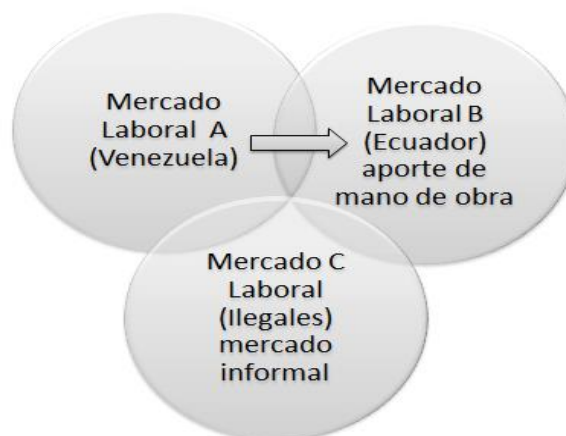 Mercado
Laboral A
(Venezuela)
Mercado
Laboral B
(Ecuador)
aporte de
mano de obra
Mercado C
Laboral
(Ilegales)
mercado
informal